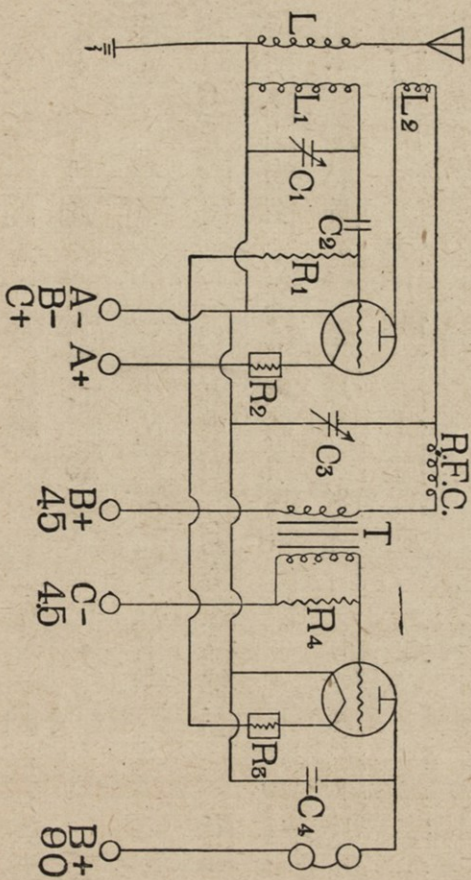 L
L₁
L₂
C₁
C₂
R₁
R₂
C₃
R.F.C.
T
R₄
R₃
C₄
A-
B-
C+
A+
B+
45
C-
4.5
B+
90